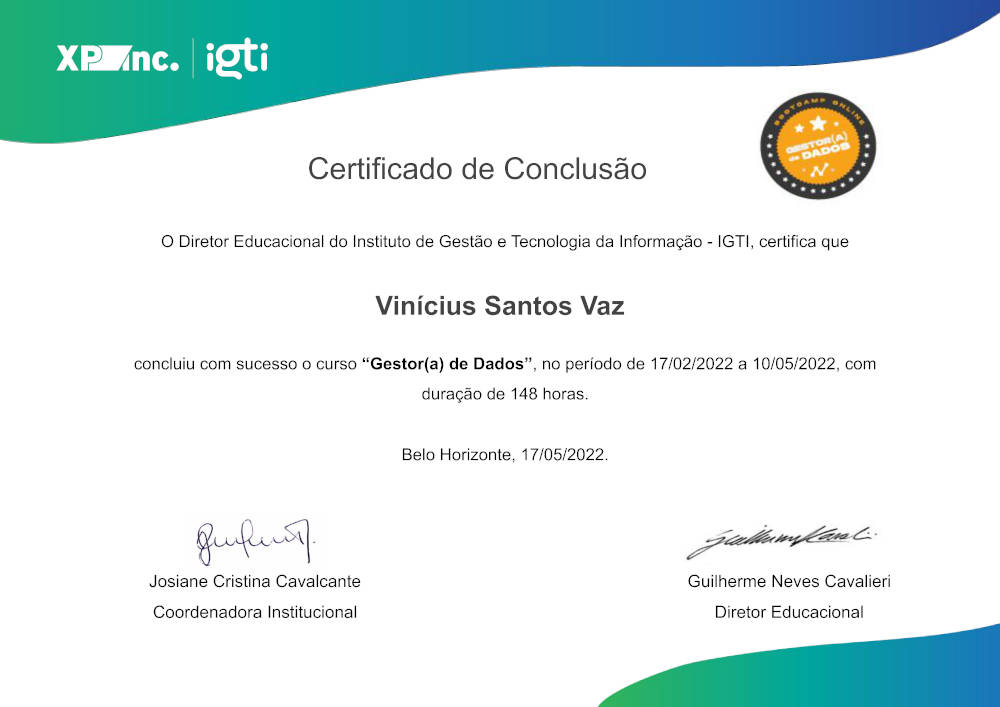 XP inc. igti
BOOTCAMP ONLINE
GESTOR(A)
de DADOS
Certificado de Conclusão
O Diretor Educacional do Instituto de Gestão e Tecnologia da Informação - IGTI, certifica que
Vinícius Santos Vaz
concluiu com sucesso o curso “Gestor(a) de Dados”, no período de 17/02/2022 a 10/05/2022, com
duração de 148 horas.
Belo Horizonte, 17/05/2022.
Josiane Cristina Cavalcante
Coordenadora Institucional
Guilherme Neves Cavalieri
Diretor Educacional